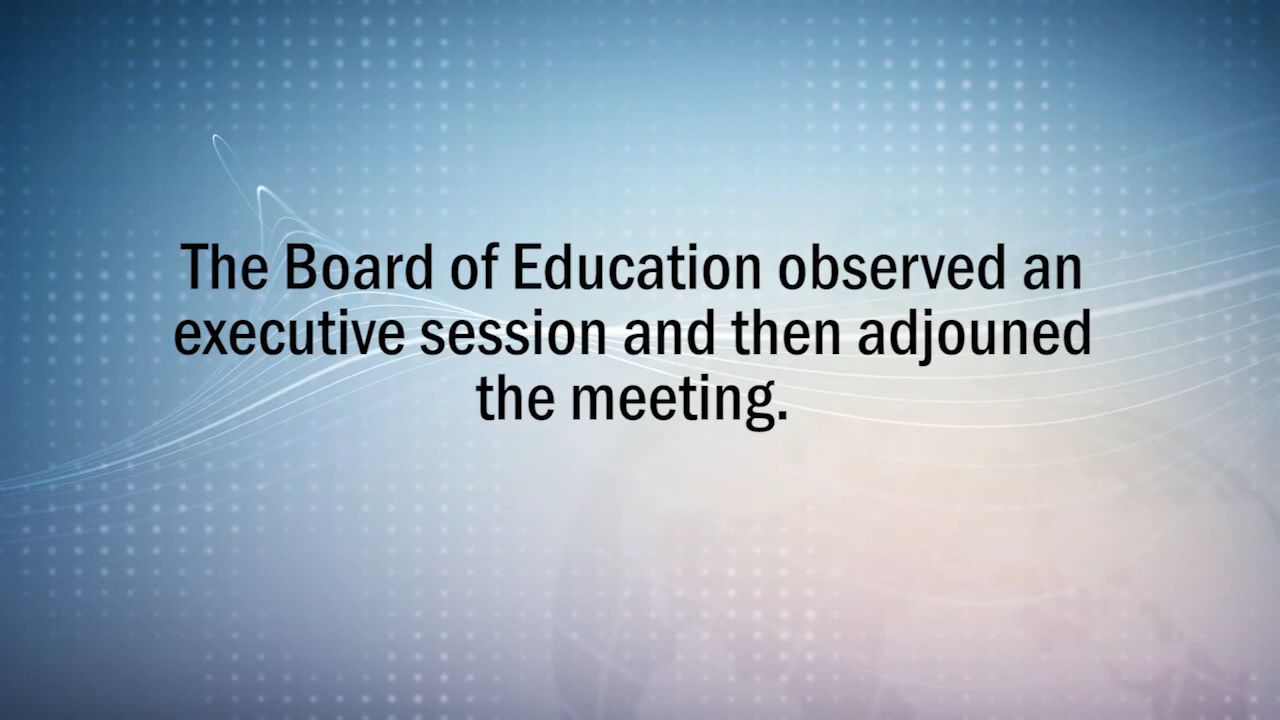 The Board of Education observed an
executive session and then adjouned
the meeting.